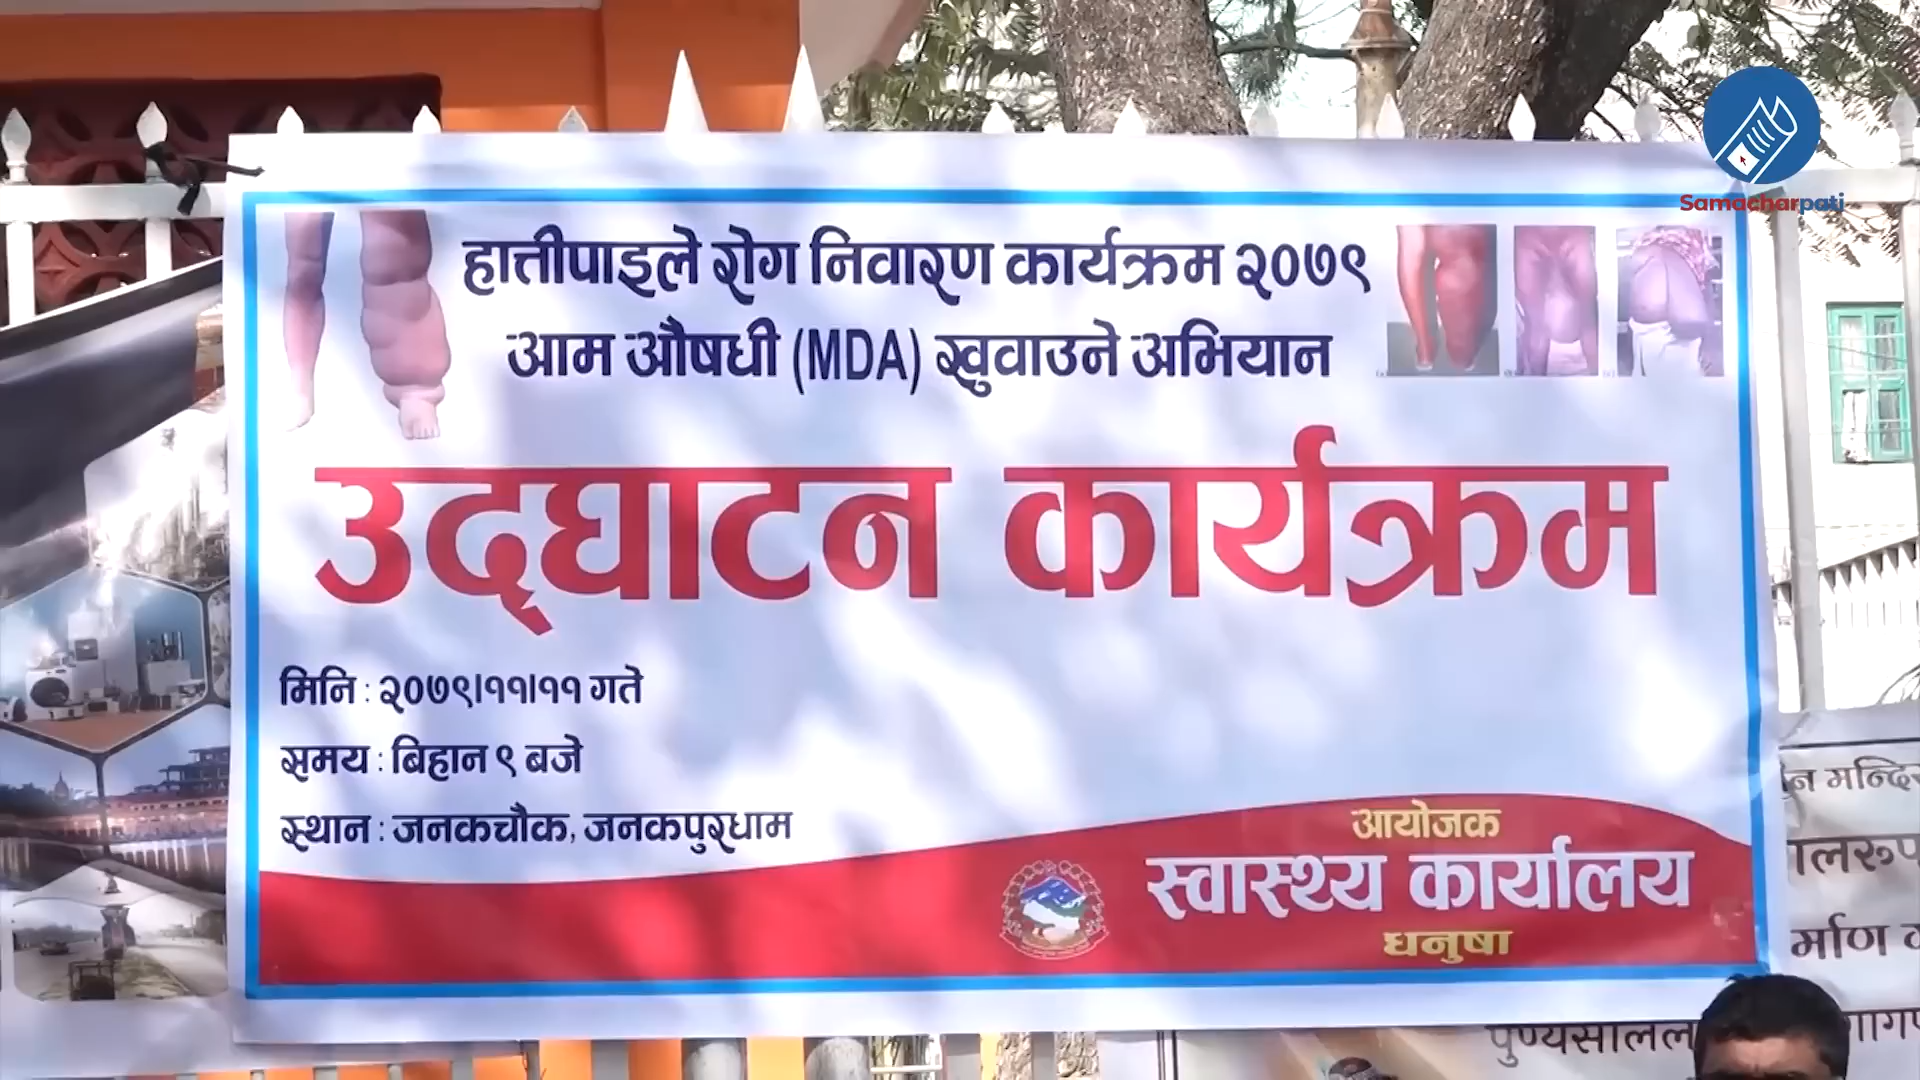 Samacharpati
हात्तीपाइले रोग निवारण कार्यक्रम २०७९
आम औषधी (MDA) खुवाउने अभियान
उद्‌घाटन कार्यक्रम
मिनि : २०७९।११।११ गते
समय : बिहान ९ बजे
स्थान : जनकचौक, जनकपुरधाम
आयोजक
स्वास्थ्य कार्यालय
धनुषा